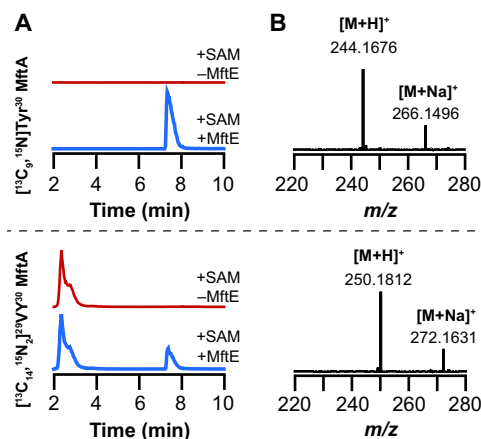 A
B
[¹³C₉, ¹⁵N]Tyr³⁰ MftA
+SAM
–MftE
+SAM
+MftE
2 4 6 8 10
Time (min)
[M+H]⁺
244.1676
[M+Na]⁺
266.1496
220 240 260 280
m/z
[¹³C₁₄, ¹⁵N₂]²⁹VY³⁰ MftA
+SAM
–MftE
+SAM
+MftE
2 4 6 8 10
Time (min)
[M+H]⁺
250.1812
[M+Na]⁺
272.1631
220 240 260 280
m/z